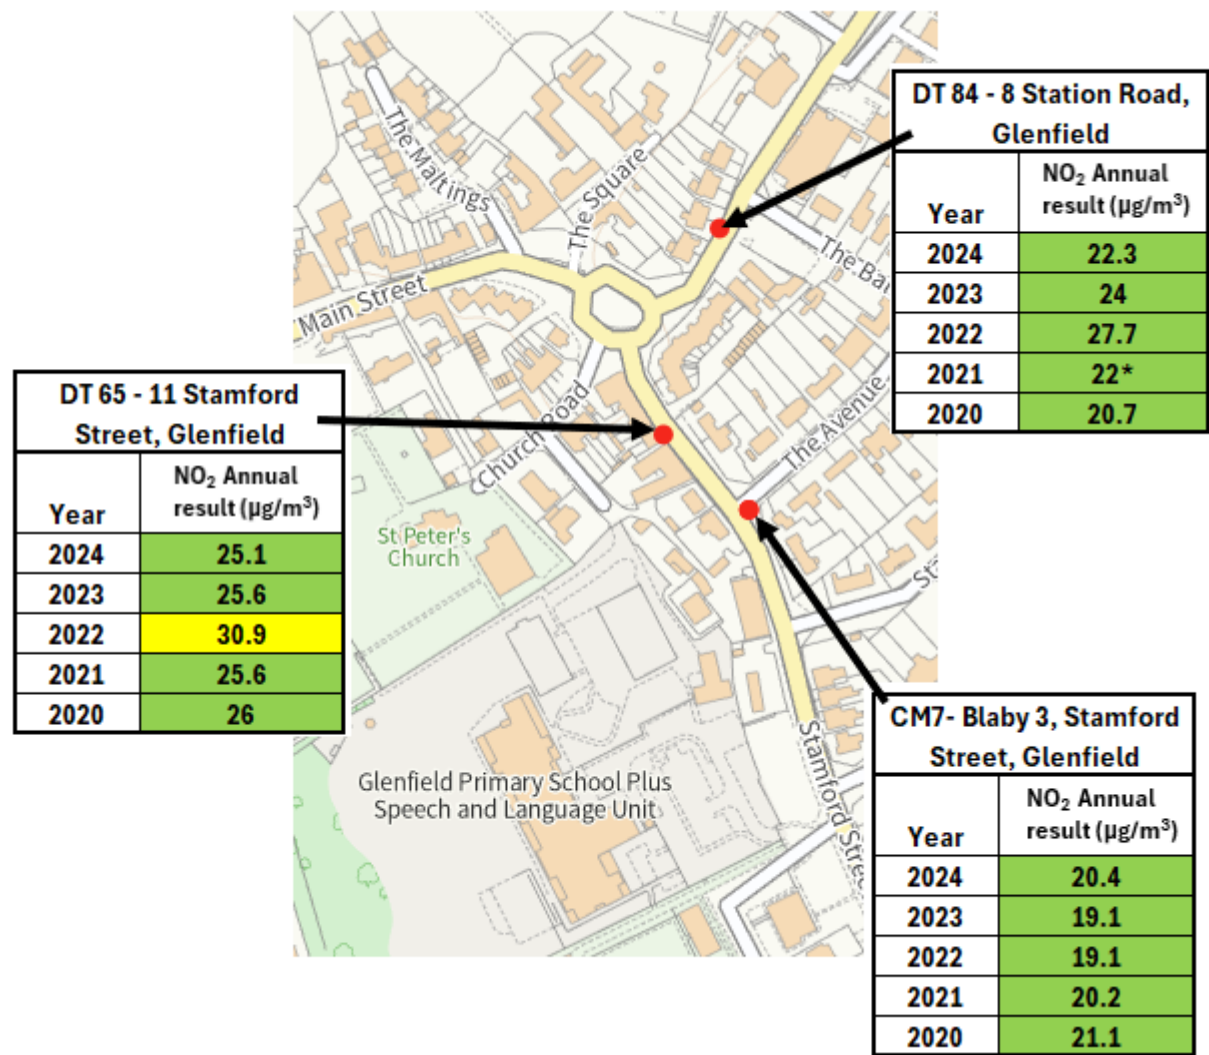 DT 84 - 8 Station Road,
Glenfield
Year NO₂ Annual
result (µg/m³)
2024 22.3
2023 24
2022 27.7
2021 22*
2020 20.7
DT 65 - 11 Stamford
Street, Glenfield
Year NO₂ Annual
result (µg/m³)
2024 25.1
2023 25.6
2022 30.9
2021 25.6
2020 26
CM7- Blaby 3, Stamford
Street, Glenfield
Year NO₂ Annual
result (µg/m³)
2024 20.4
2023 19.1
2022 19.1
2021 20.2
2020 21.1
The Maltings
The Square
Main Street
The Bar
Church Road
The Avenue
St Peter's
Church
Sta
Glenfield Primary School Plus
Speech and Language Unit
Stamford Stree